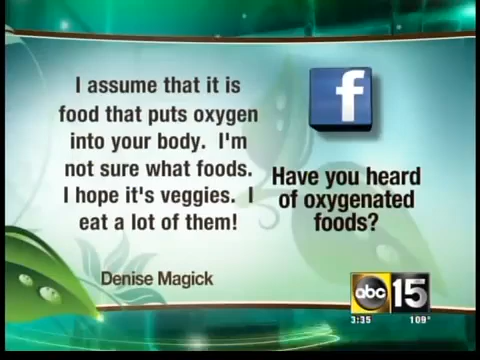 I assume that it is
food that puts oxygen
into your body.  I'm
not sure what foods.
I hope it's veggies.  I
eat a lot of them!
Denise Magick
f
Have you heard
of oxygenated
foods?
abc 15
3:35 109°